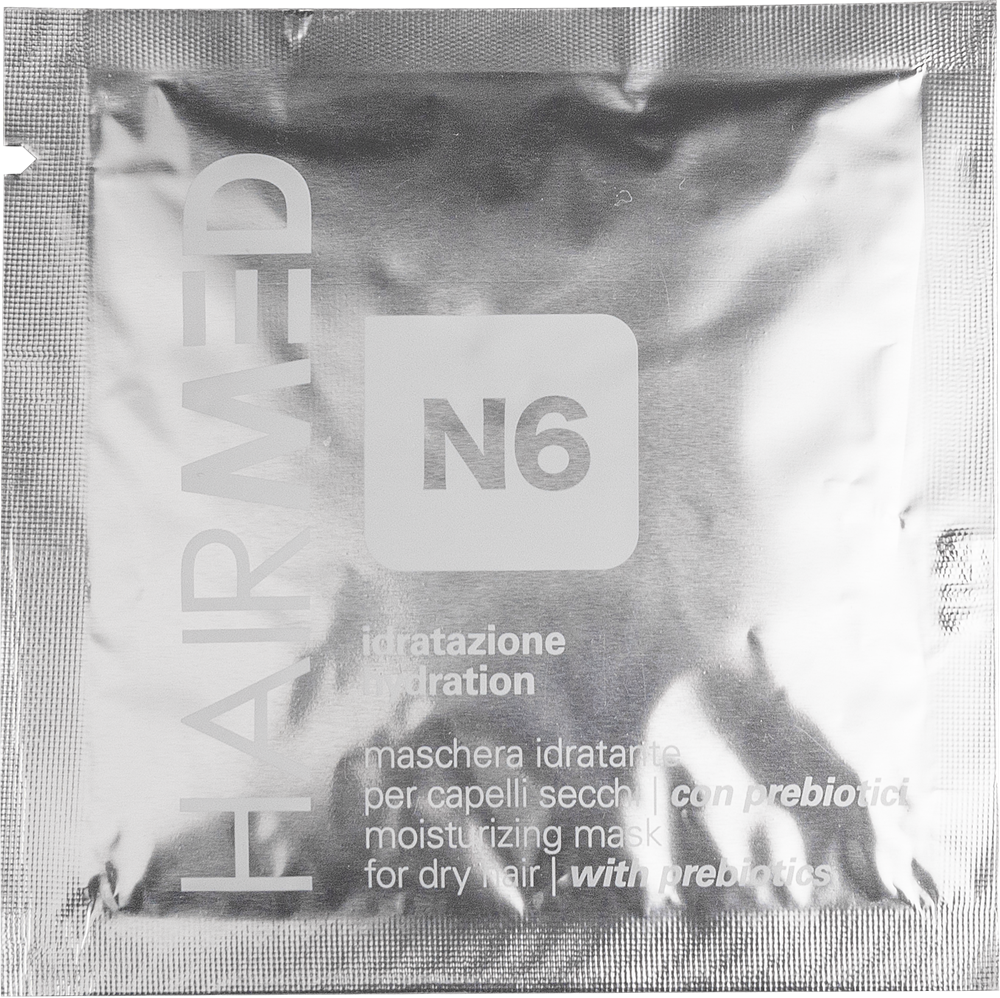 HAIRMED
N6
idratazione
hydration
maschera idratante
per capelli secchi | con prebiotici
moisturizing mask
for dry hair | with prebiotics